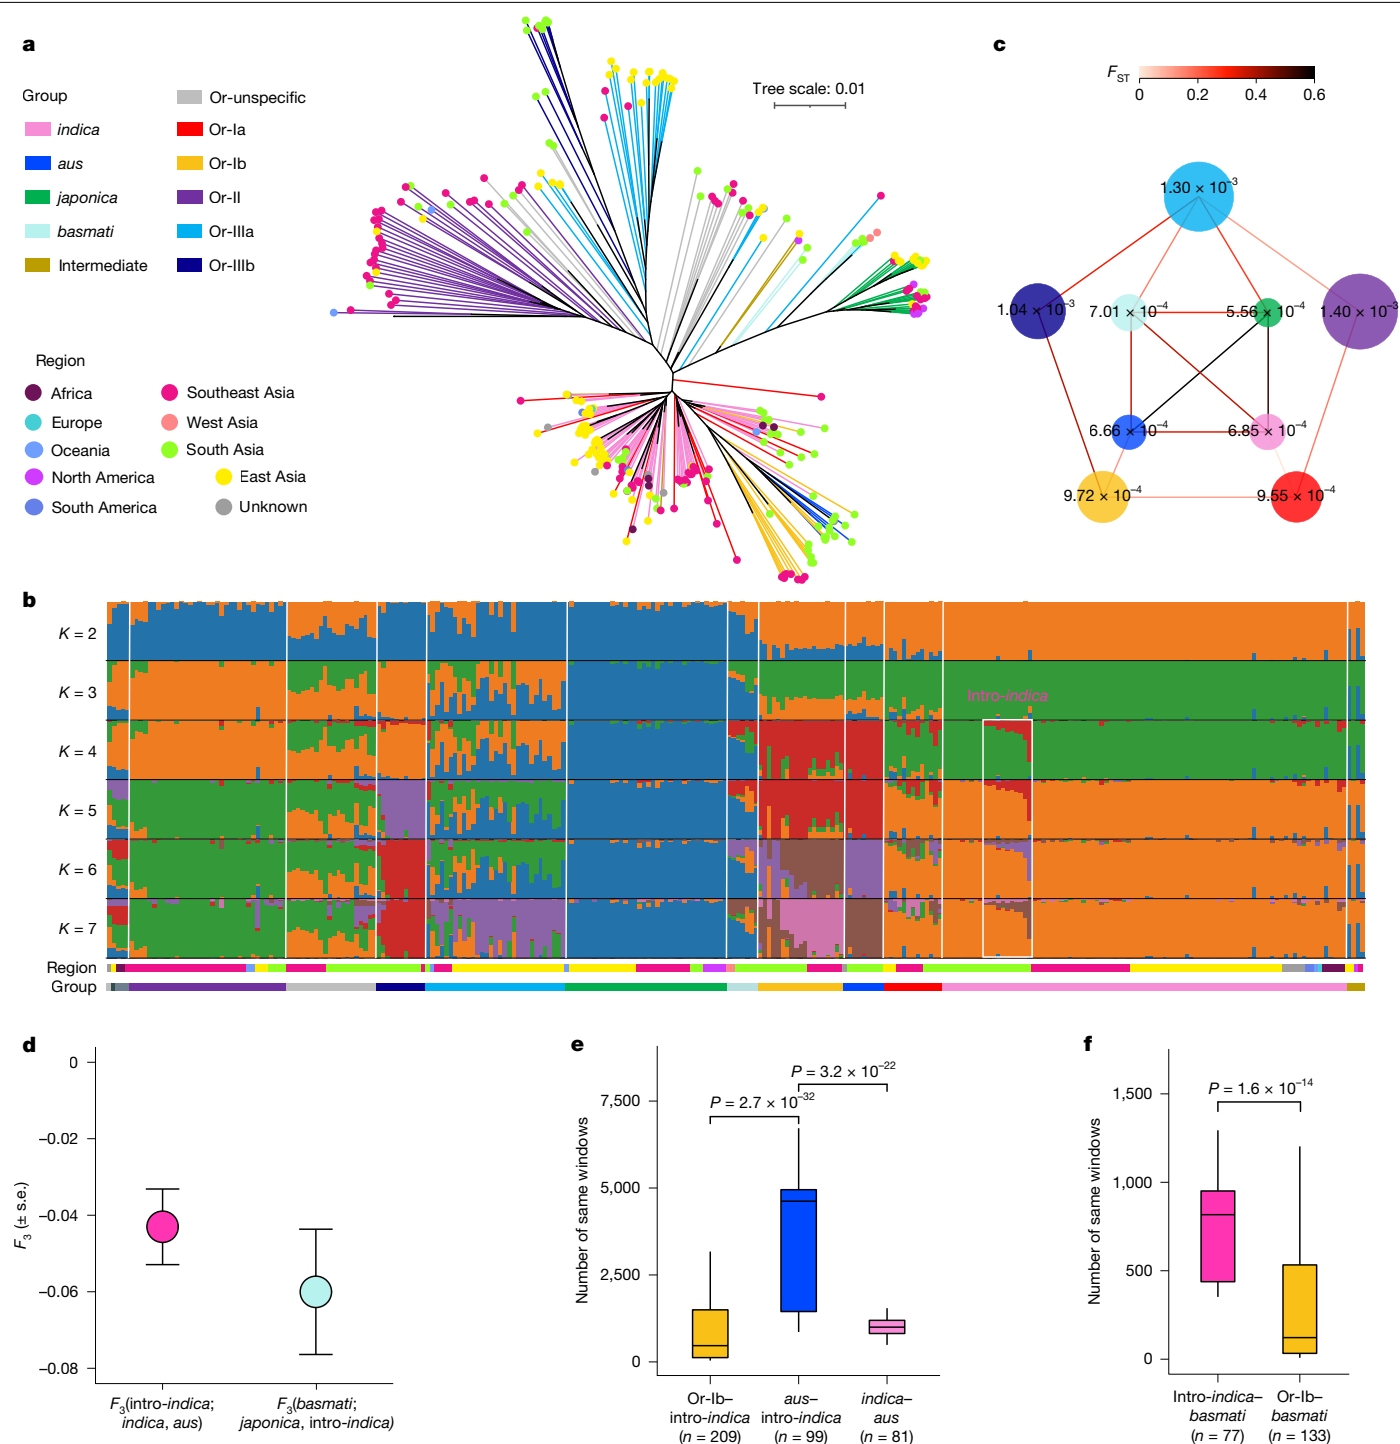 a
Group
indica
aus
japonica
basmati
Intermediate
Or-unspecific
Or-Ia
Or-Ib
Or-II
Or-IIIa
Or-IIIb
Tree scale: 0.01
Region
Africa
Europe
Oceania
North America
South America
Southeast Asia
West Asia
South Asia
East Asia
Unknown
c
FST
0 0.2 0.4 0.6
1.30 × 10⁻³
1.04 × 10⁻³
7.01 × 10⁻⁴
5.56 × 10⁻⁴
1.40 × 10⁻³
6.66 × 10⁻⁴
6.85 × 10⁻⁴
9.72 × 10⁻⁴
9.55 × 10⁻⁴
b
K = 2
K = 3
Intro-indica
K = 4
K = 5
K = 6
K = 7
Region
Group
d
F3 (± s.e.)
0
−0.02
−0.04
−0.06
−0.08
F3(intro-indica;
indica, aus)
F3(basmati;
japonica, intro-indica)
e
Number of same windows
7,500
5,000
2,500
0
P = 2.7 × 10⁻³²
P = 3.2 × 10⁻²²
Or-Ib–
intro-indica
(n = 209)
aus–
intro-indica
(n = 99)
indica–
aus
(n = 81)
f
Number of same windows
1,500
1,000
500
0
P = 1.6 × 10⁻¹⁴
Intro-indica–
basmati
(n = 77)
Or-Ib–
basmati
(n = 133)